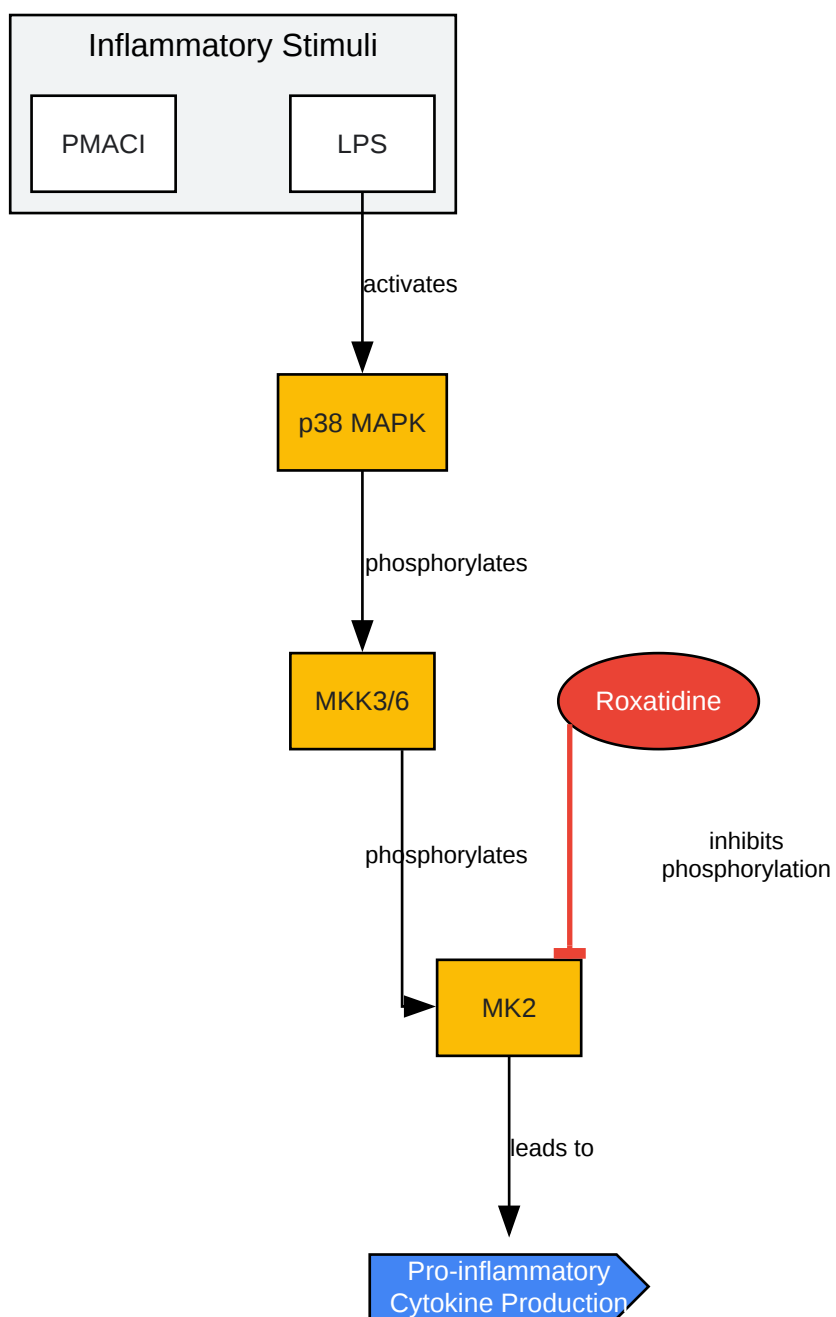 Inflammatory Stimuli
PMACI
LPS
activates
p38 MAPK
phosphorylates
MKK3/6
Roxatidine
phosphorylates
inhibits
phosphorylation
MK2
leads to
Pro-inflammatory
Cytokine Production